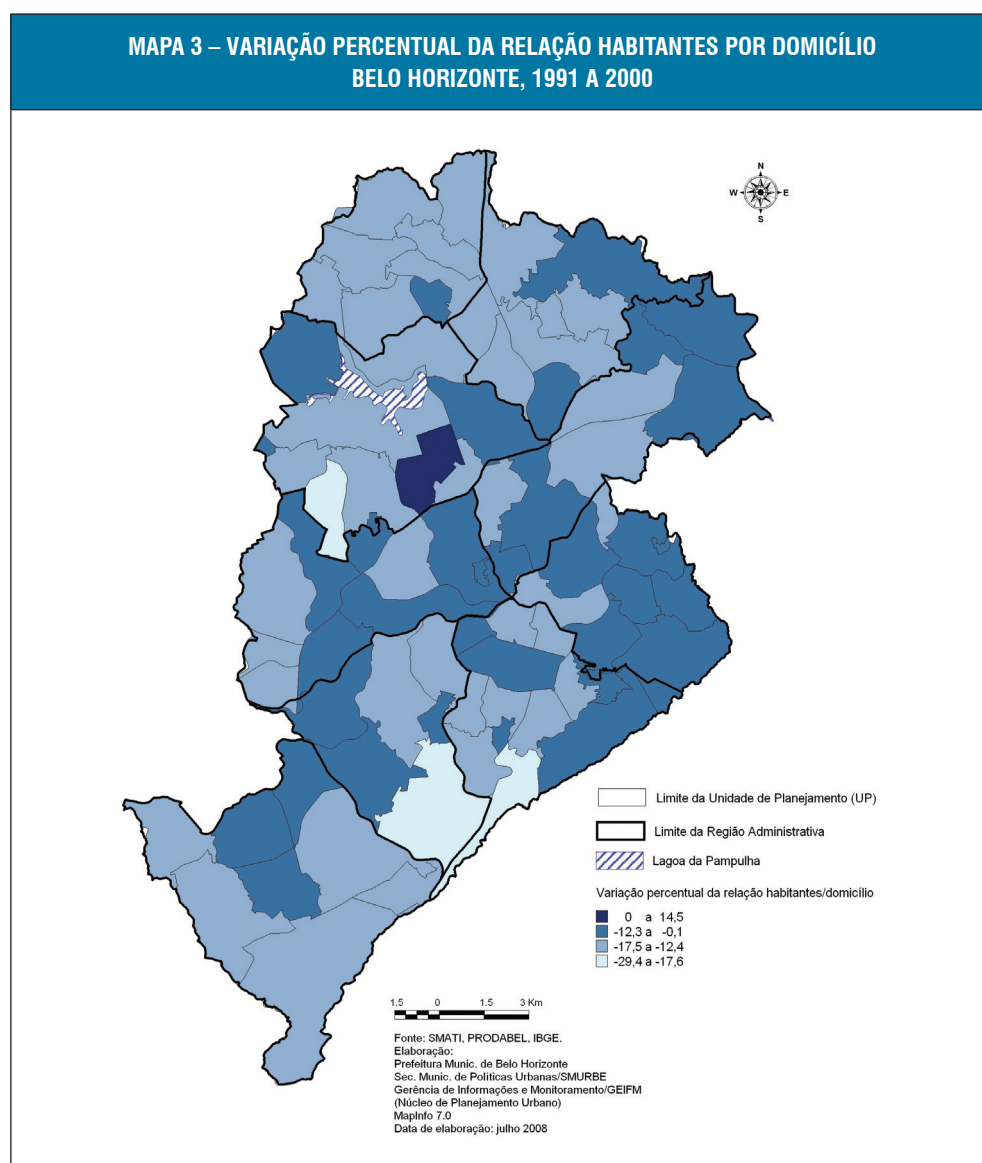 MAPA 3 – VARIAÇÃO PERCENTUAL DA RELAÇÃO HABITANTES POR DOMICÍLIO
BELO HORIZONTE, 1991 A 2000
N
W E
S
Limite da Unidade de Planejamento (UP)
Limite da Região Administrativa
Lagoa da Pampulha
Variação percentual da relação habitantes/domicílio
0 a 14,5
-12,3 a -0,1
-17,5 a -12,4
-29,4 a -17,6
1.5 0 1.5 3 Km
Fonte: SMATI, PRODABEL, IBGE.
Elaboração:
Prefeitura Munic. de Belo Horizonte
Sec. Munic. de Politicas Urbanas/SMURBE
Gerência de Informações e Monitoramento/GEIFM
(Núcleo de Planejamento Urbano)
MapInfo 7.0
Data de elaboração: julho 2008